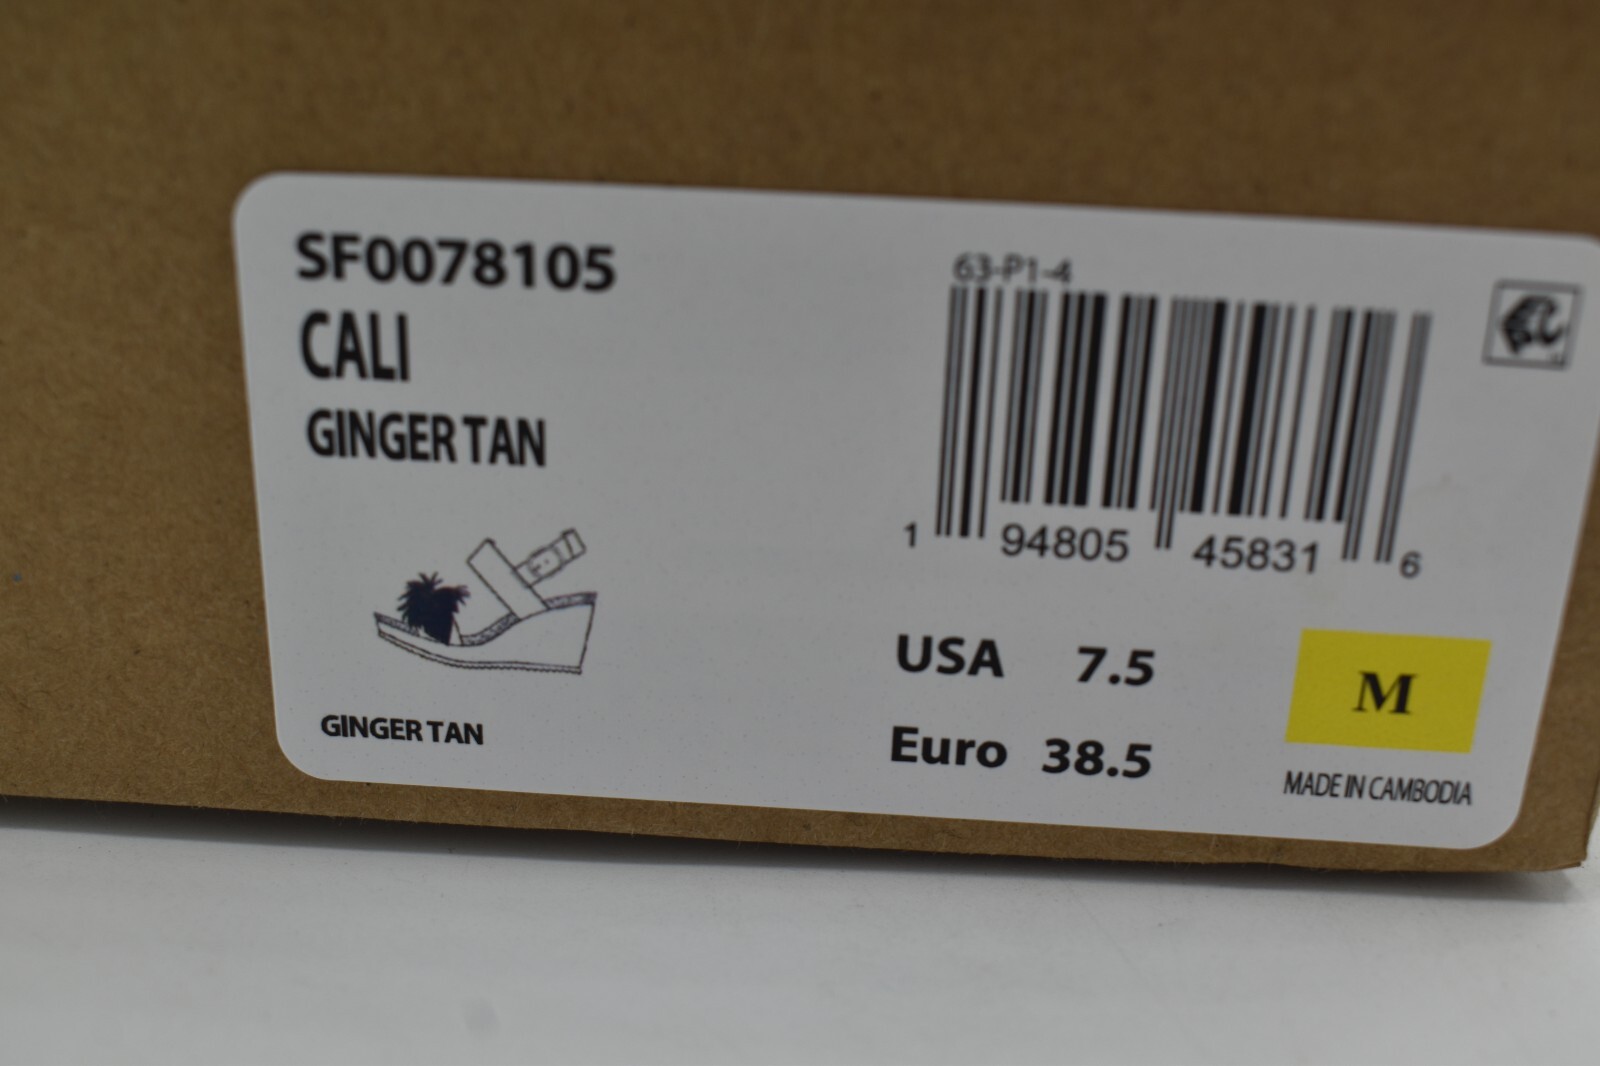 SF0078105
CALI
GINGER TAN
63-P1-4
1 94805 45831 6
USA 7.5
Euro 38.5
M
MADE IN CAMBODIA
GINGER TAN